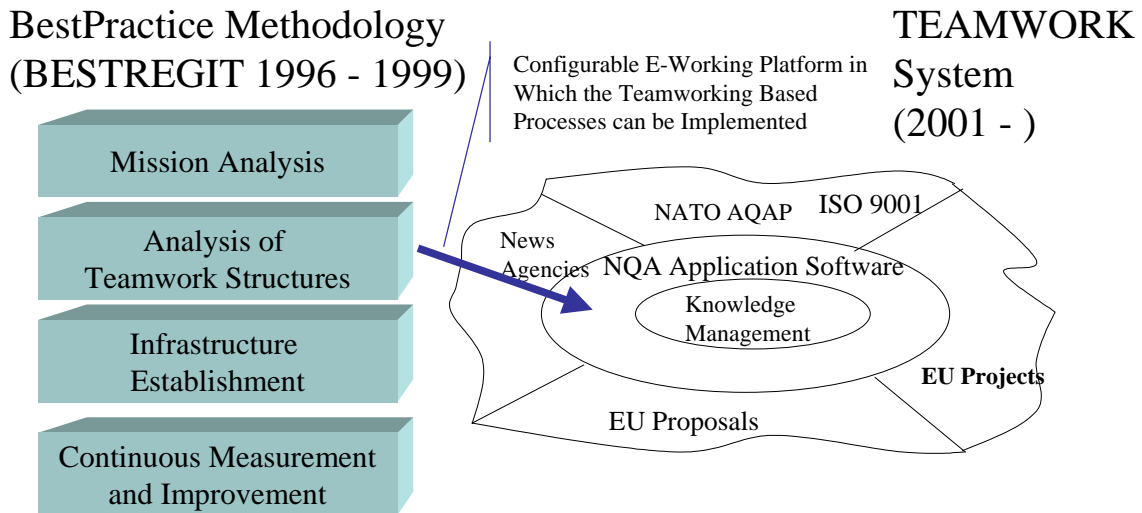 BestPractice Methodology
(BESTREGIT 1996 - 1999)
Configurable E-Working Platform in
Which the Teamworking Based
Processes can be Implemented
TEAMWORK
System
(2001 - )
Mission Analysis
Analysis of
Teamwork Structures
Infrastructure
Establishment
Continuous Measurement
and Improvement
NATO AQAP
ISO 9001
News
Agencies
NQA Application Software
Knowledge
Management
EU Projects
EU Proposals